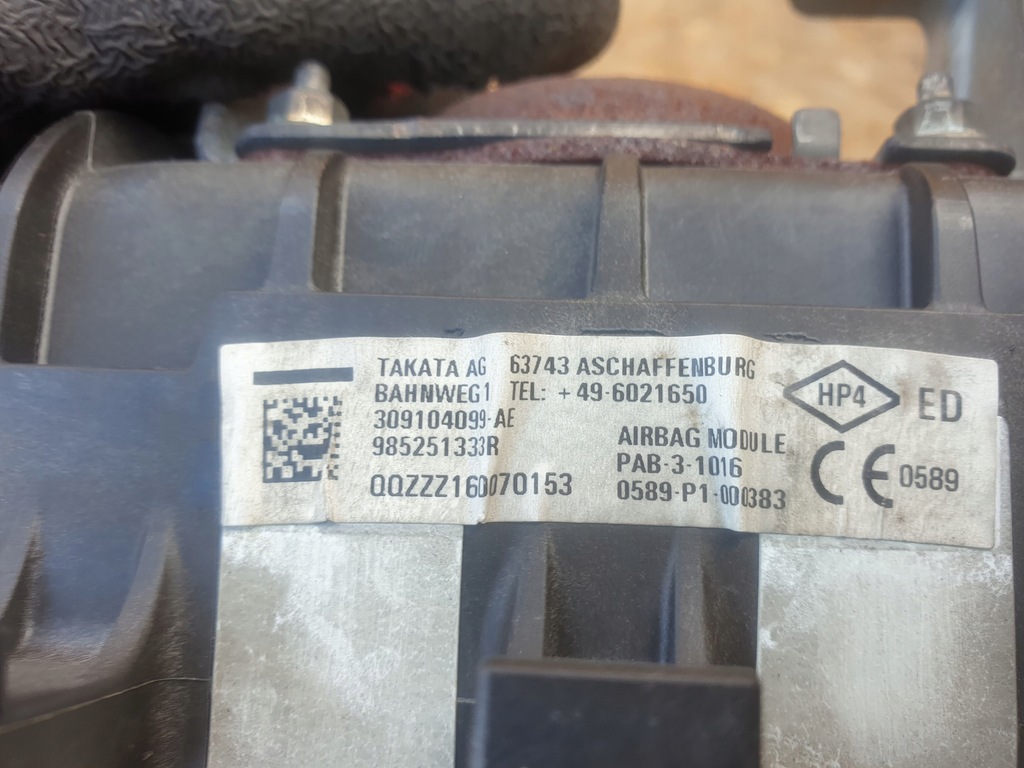 TAKATA AG 63743 ASCHAFFENBURG
BAHNWEG1 TEL: +49-6021650
309104099-AE
985251333R
QQZZZ16D070153
AIRBAG MODULE
PAB-3-1016
0589-P1-000383
HP4 ED
CE 0589